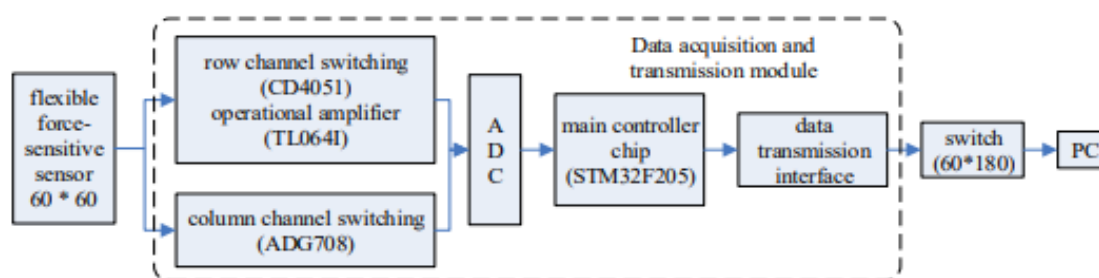 flexible
force-
sensitive
sensor
60 * 60
row channel switching
(CD4051)
operational amplifier
(TL064I)
column channel switching
(ADG708)
A
D
C
Data acquisition and
transmission module
main controller
chip
(STM32F205)
data
transmission
interface
switch
(60*180)
PC